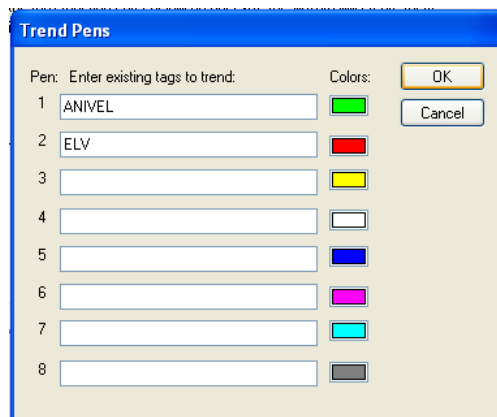 Trend Pens
Pen: Enter existing tags to trend: Colors:
OK
Cancel
1 ANIVEL
2 ELV
3
4
5
6
7
8